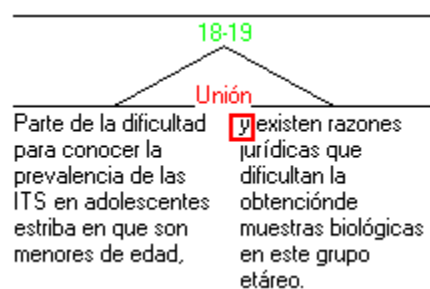 18-19
Unión
Parte de la dificultad
para conocer la
prevalencia de las
ITS en adolescentes
estriba en que son
menores de edad,
y existen razones
jurídicas que
dificultan la
obtenciónde
muestras biológicas
en este grupo
etáreo.